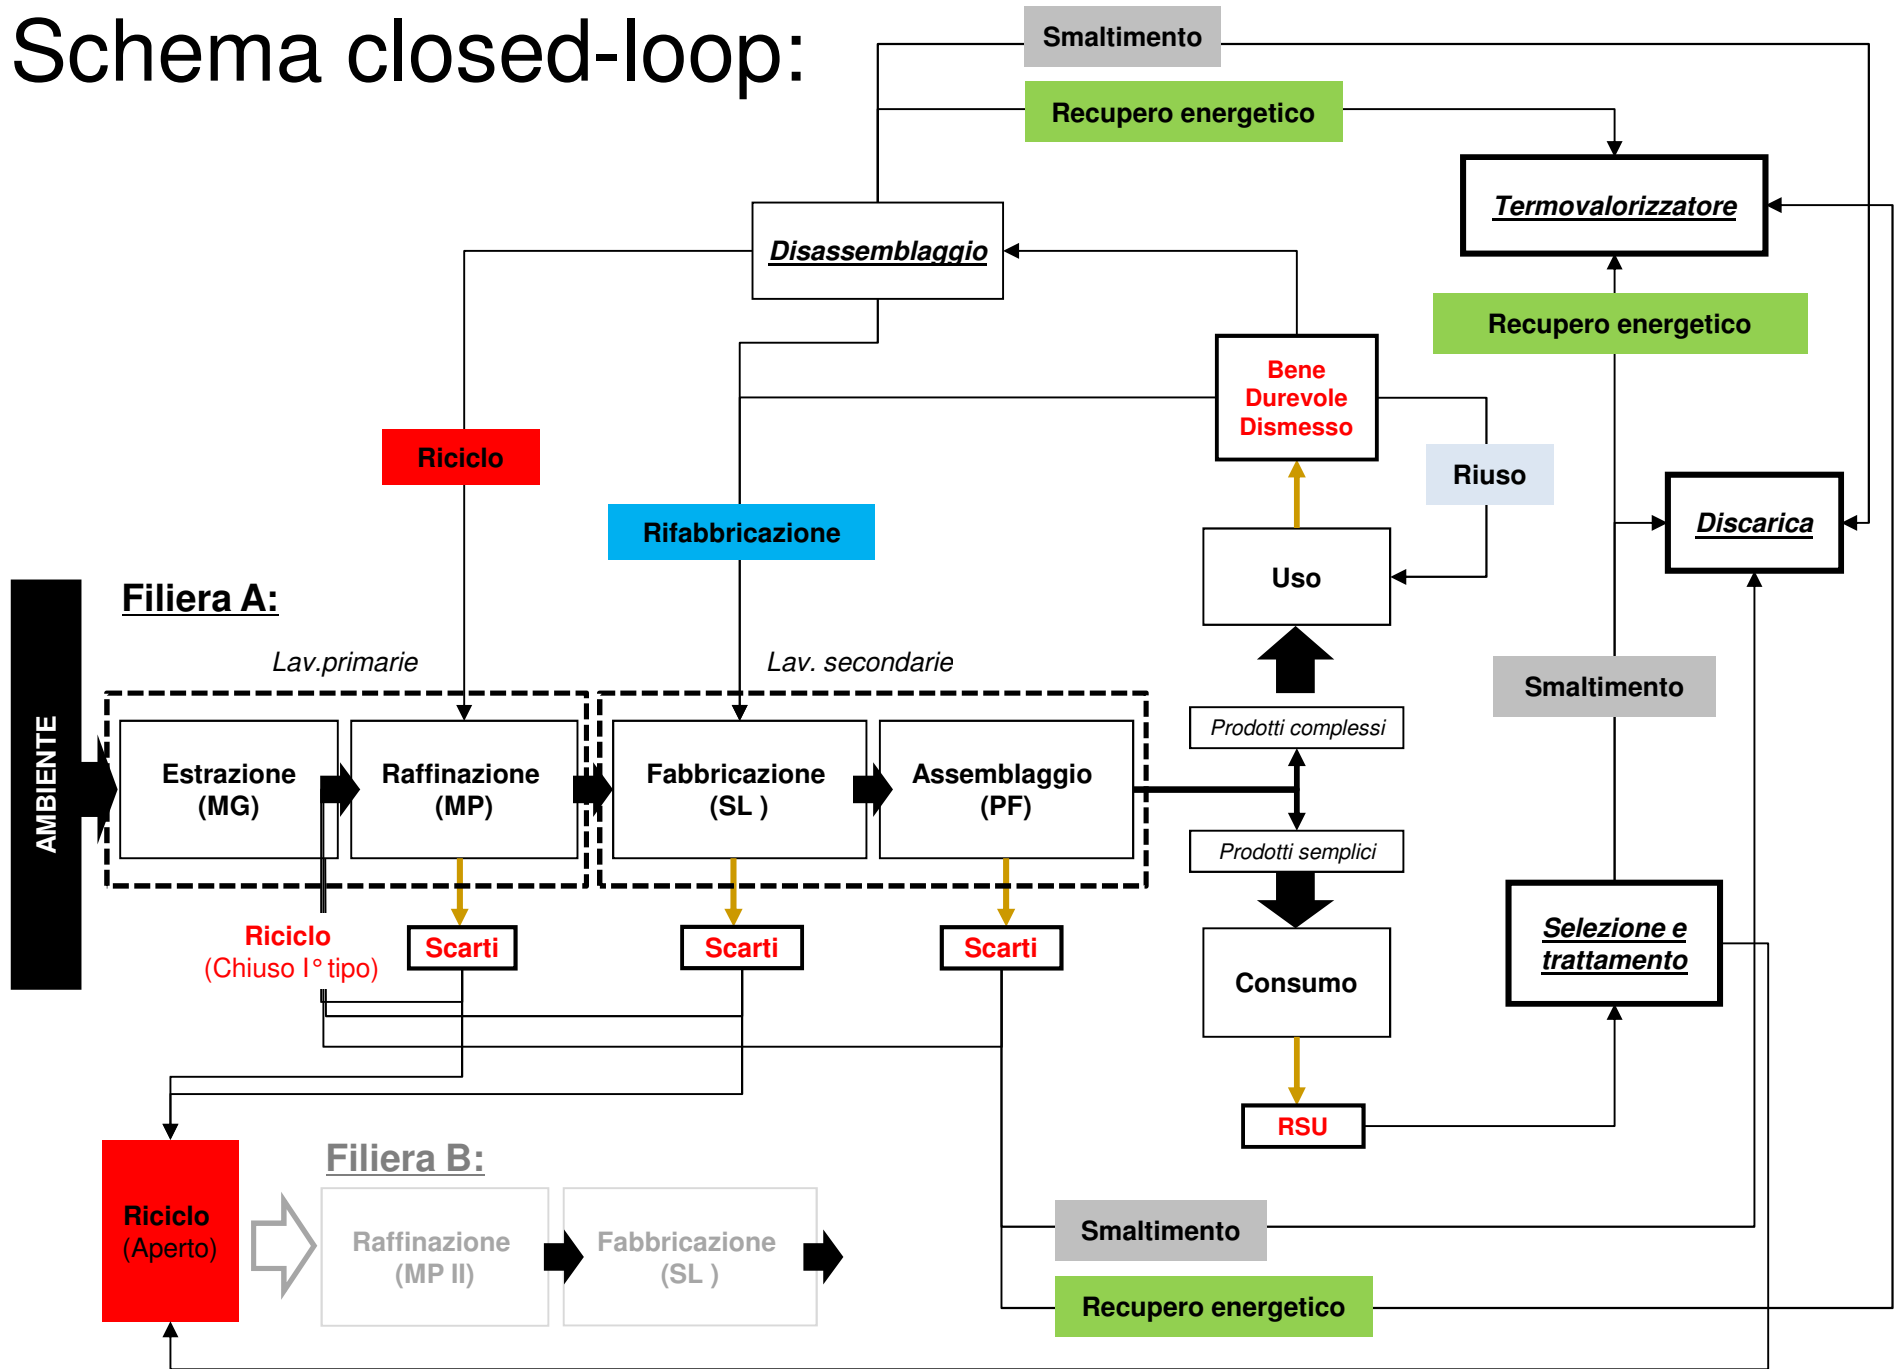 Schema closed-loop:
Smaltimento
Recupero energetico
Termovalorizzatore
Disassemblaggio
Recupero energetico
Bene
Durevole
Dismesso
Riciclo
Riuso
Rifabbricazione
Discarica
Uso
Filiera A:
Lav.primarie
Lav. secondarie
Smaltimento
AMBIENTE
Prodotti complessi
Estrazione
(MG)
Raffinazione
(MP)
Fabbricazione
(SL )
Assemblaggio
(PF)
Prodotti semplici
Riciclo
(Chiuso I° tipo)
Scarti
Scarti
Scarti
Selezione e
trattamento
Consumo
RSU
Filiera B:
Riciclo
(Aperto)
Raffinazione
(MP II)
Fabbricazione
(SL )
Smaltimento
Recupero energetico